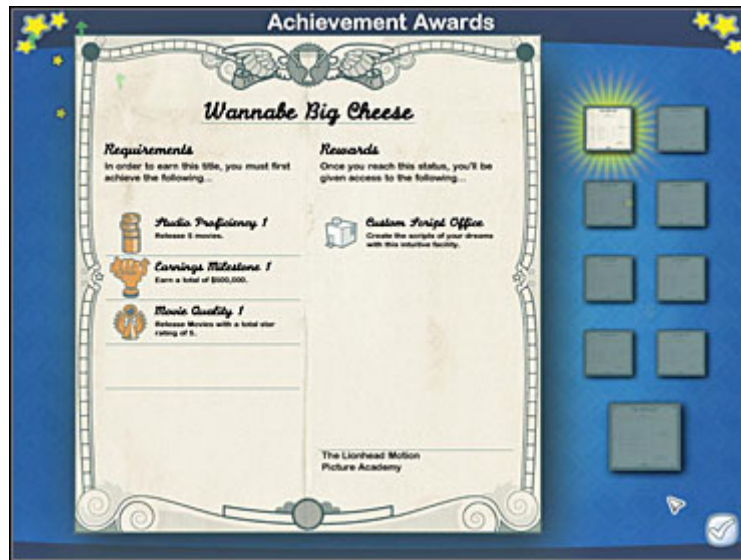 Achievement Awards
Wannabe Big Cheese
Requirements
In order to earn this title, you must first
achieve the following...
Studio Proficiency 1
Release 5 movies.
Earnings Milestone 1
Earn a total of $500,000.
Movie Quality 1
Release Movies with a total star
rating of 5.
Rewards
Once you reach this status, you'll be
given access to the following...
Custom Script Office
Create the scripts of your dreams
with this intuitive facility.
The Lionhead Motion
Picture Academy